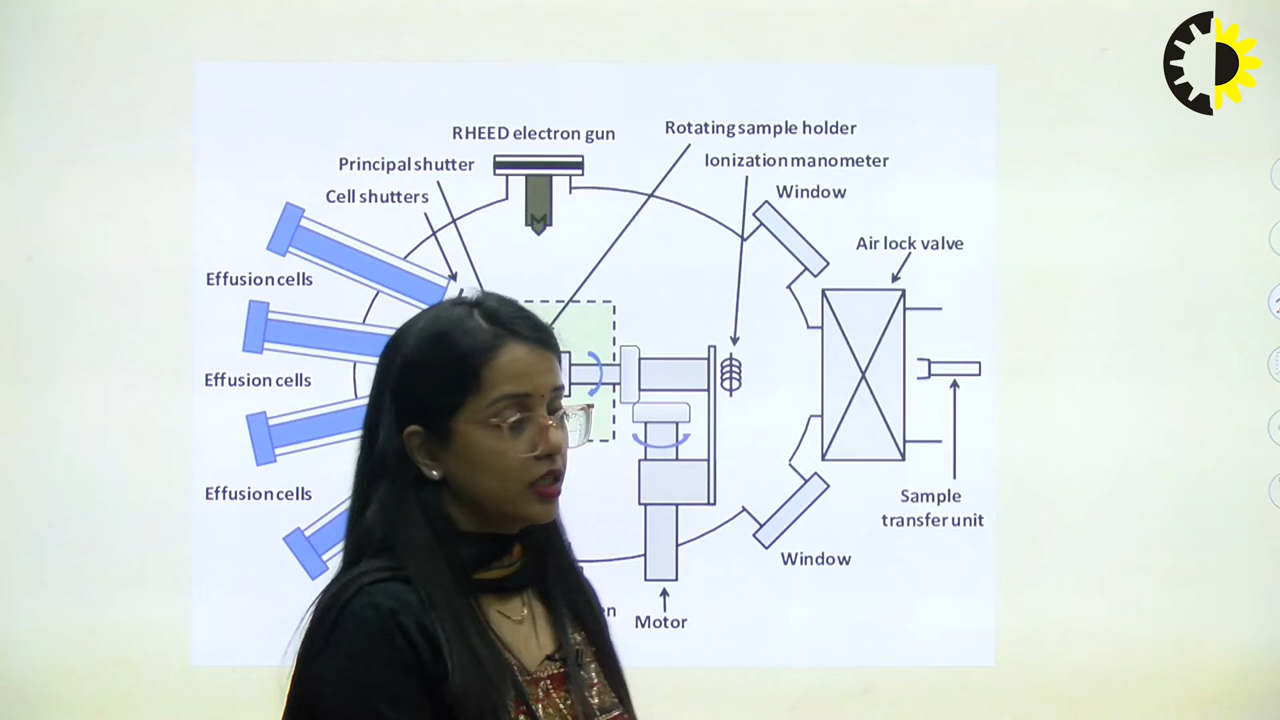 RHEED electron gun
Rotating sample holder
Principal shutter
Ionization manometer
Cell shutters
Window
Air lock valve
Effusion cells
Effusion cells
Effusion cells
Sample
transfer unit
Window
Motor